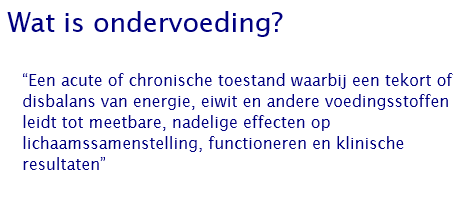 Wat is ondervoeding?
“Een acute of chronische toestand waarbij een tekort of
disbalans van energie, eiwit en andere voedingsstoffen
leidt tot meetbare, nadelige effecten op
lichaamssamenstelling, functioneren en klinische
resultaten”